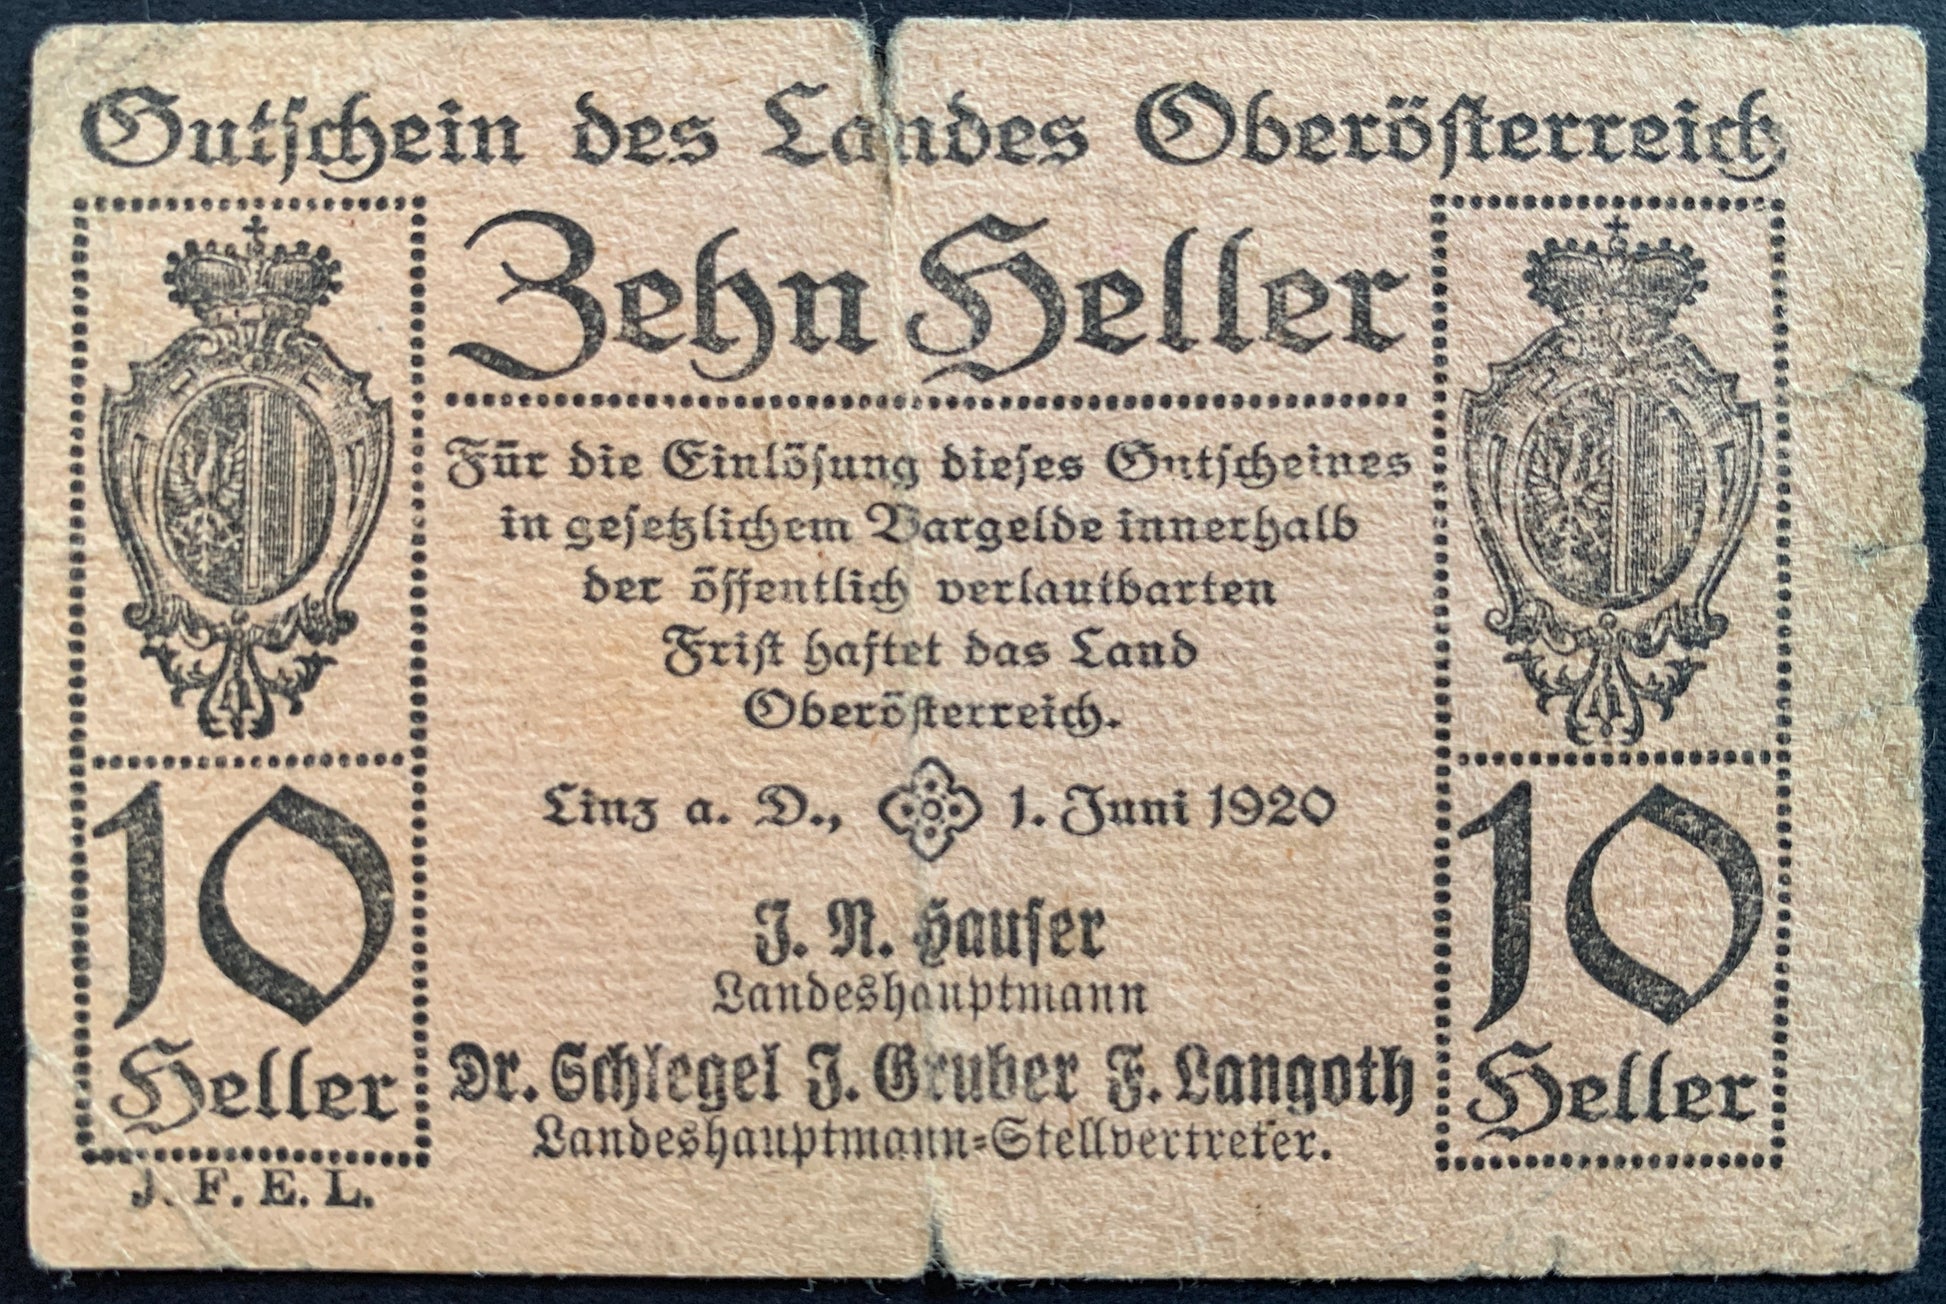 Gutschein des Landes Oberösterreich
Zehn Heller
Für die Einlösung dieses Gutscheines
in gesetzlichem Bargelde innerhalb
der öffentlich verlautbarten
Frist haftet das Land
Oberösterreich.
Linz a. D., 1. Juni 1920
J. N. Hauser
Landeshauptmann
Dr. Schlegel J. Gruber F. Langoth
Landeshauptmann-Stellvertreter.
10
Heller
10
Heller
J. F. E. L.